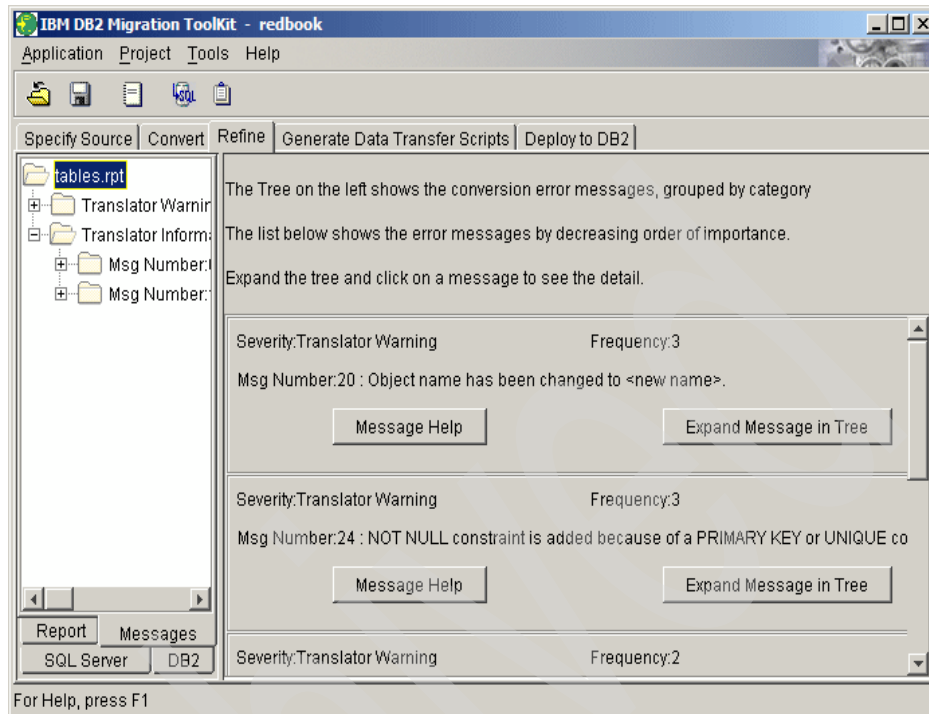 IBM DB2 Migration ToolKit - redbook
Application Project Tools Help
SQL
Specify Source Convert Refine Generate Data Transfer Scripts Deploy to DB2
tables.rpt
Translator Warnin
Translator Informa
Msg Number:
Msg Number:
The Tree on the left shows the conversion error messages, grouped by category
The list below shows the error messages by decreasing order of importance.
Expand the tree and click on a message to see the detail.
Severity:Translator Warning Frequency:3
Msg Number:20 : Object name has been changed to <new name>.
Message Help Expand Message in Tree
Severity:Translator Warning Frequency:3
Msg Number:24 : NOT NULL constraint is added because of a PRIMARY KEY or UNIQUE co
Message Help Expand Message in Tree
Severity:Translator Warning Frequency:2
Report Messages
SQL Server DB2
For Help, press F1